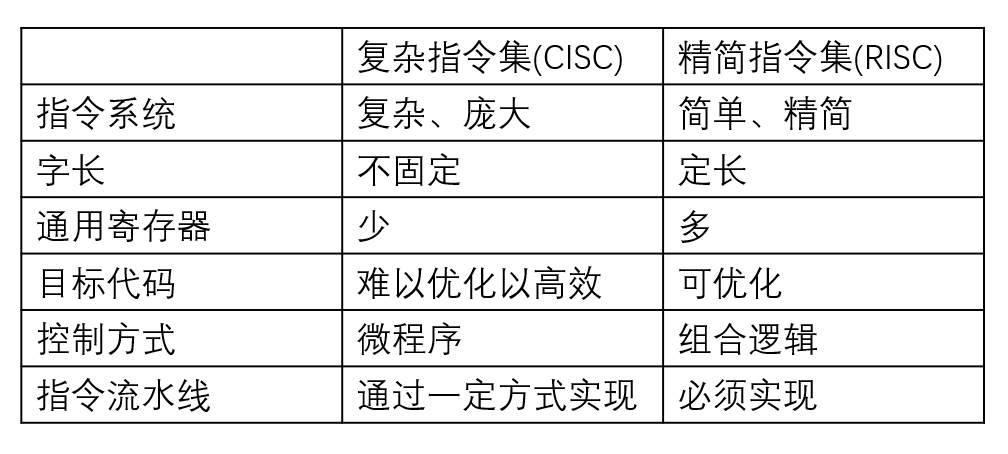 复杂指令集(CISC) 精简指令集(RISC)
指令系统 复杂、庞大 简单、精简
字长 不固定 定长
通用寄存器 少 多
目标代码 难以优化以高效 可优化
控制方式 微程序 组合逻辑
指令流水线 通过一定方式实现 必须实现